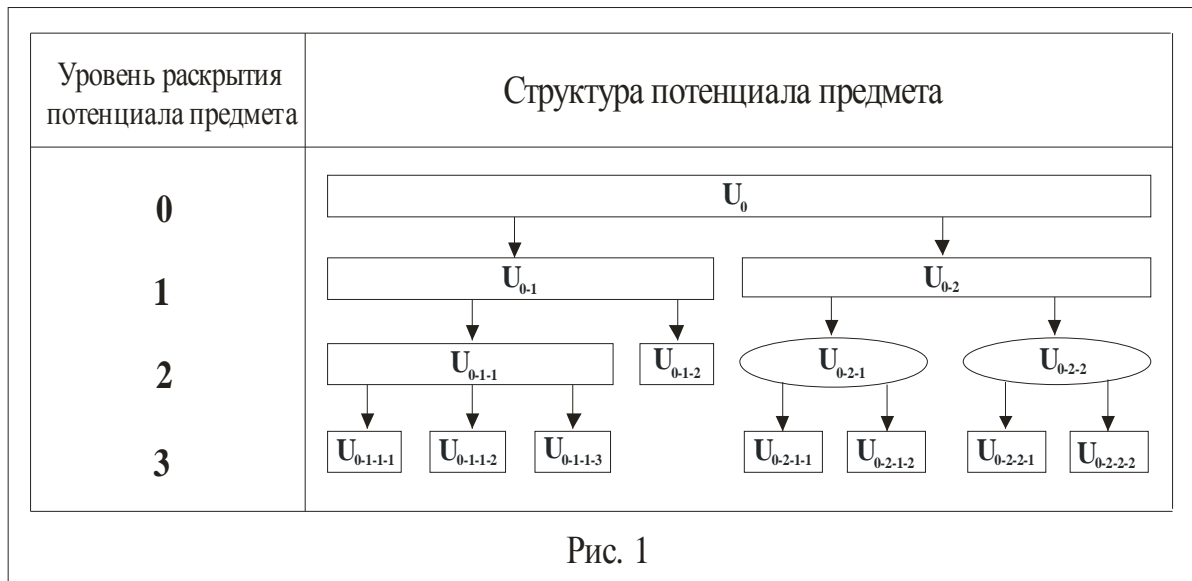 Уровень раскрытия
потенциала предмета
Структура потенциала предмета
0
U₀
1
U₀₋₁
U₀₋₂
2
U₀₋₁₋₁
U₀₋₁₋₂
U₀₋₂₋₁
U₀₋₂₋₂
3
U₀₋₁₋₁₋₁
U₀₋₁₋₁₋₂
U₀₋₁₋₁₋₃
U₀₋₂₋₁₋₁
U₀₋₂₋₁₋₂
U₀₋₂₋₂₋₁
U₀₋₂₋₂₋₂
Рис. 1